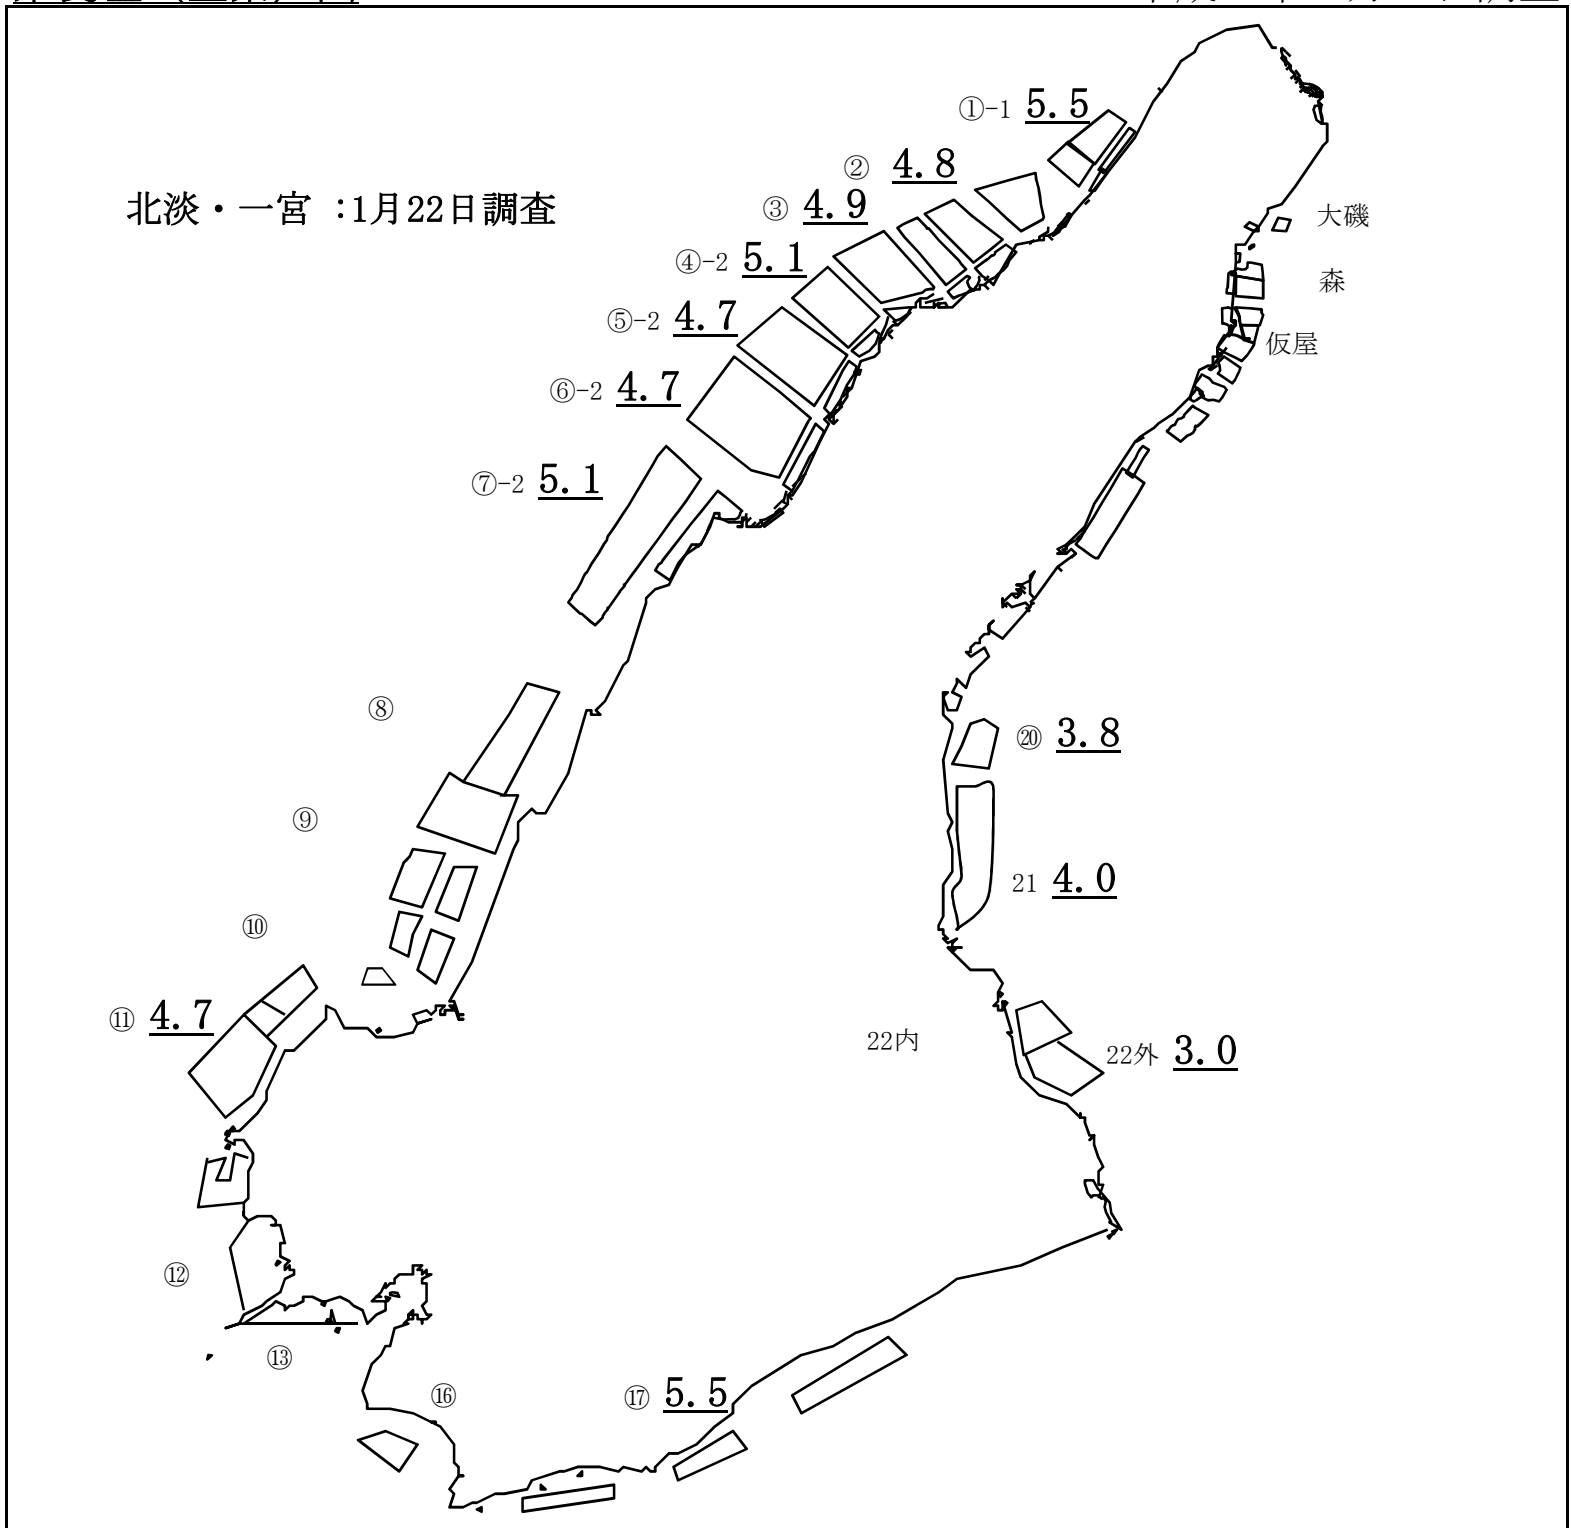 ①-1 5.5
② 4.8
北淡・一宮 :1月22日調査
③ 4.9
大磯
④-2 5.1
森
⑤-2 4.7
仮屋
⑥-2 4.7
⑦-2 5.1
⑧
⑳ 3.8
⑨
21 4.0
⑩
⑪ 4.7
22内
22外 3.0
⑫
⑬
⑯
⑰ 5.5